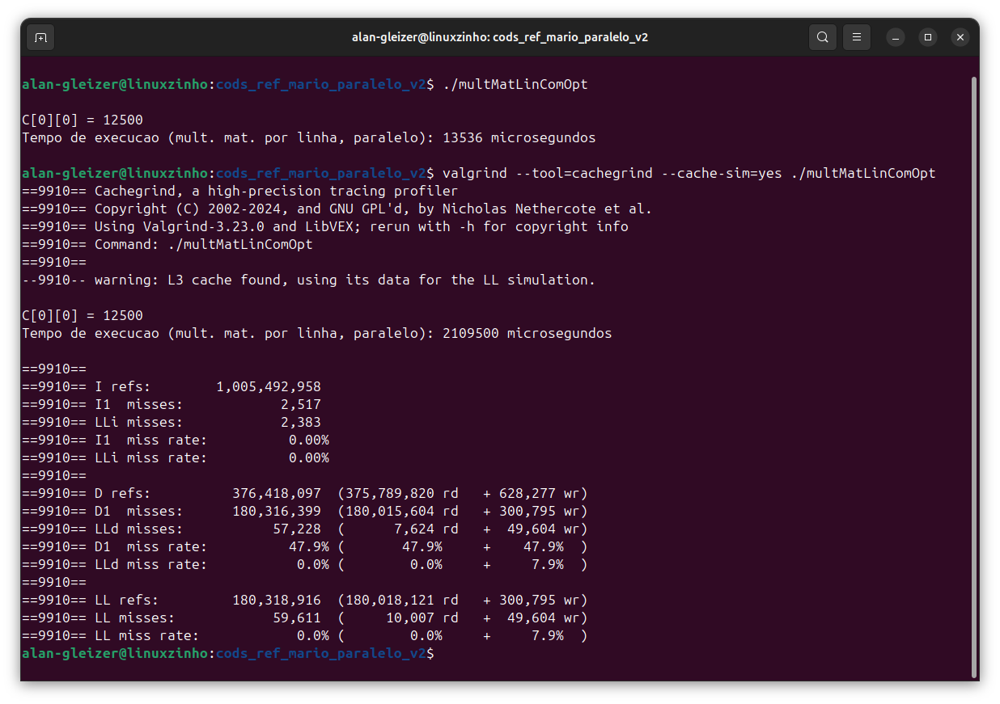 alan-gleizer@linuxzinho: cods_ref_mario_paralelo_v2
alan-gleizer@linuxzinho:cods_ref_mario_paralelo_v2$ ./multMatLinComOpt
C[0][0] = 12500
Tempo de execucao (mult. mat. por linha, paralelo): 13536 microsegundos
alan-gleizer@linuxzinho:cods_ref_mario_paralelo_v2$ valgrind --tool=cachegrind --cache-sim=yes ./multMatLinComOpt
==9910== Cachegrind, a high-precision tracing profiler
==9910== Copyright (C) 2002-2024, and GNU GPL'd, by Nicholas Nethercote et al.
==9910== Using Valgrind-3.23.0 and LibVEX; rerun with -h for copyright info
==9910== Command: ./multMatLinComOpt
==9910==
--9910-- warning: L3 cache found, using its data for the LL simulation.
C[0][0] = 12500
Tempo de execucao (mult. mat. por linha, paralelo): 2109500 microsegundos
==9910==
==9910== I refs:        1,005,492,958
==9910== I1  misses:            2,517
==9910== LLi misses:            2,383
==9910== I1  miss rate:          0.00%
==9910== LLi miss rate:          0.00%
==9910==
==9910== D refs:          376,418,097  (375,789,820 rd   + 628,277 wr)
==9910== D1  misses:      180,316,399  (180,015,604 rd   + 300,795 wr)
==9910== LLd misses:           57,228  (      7,624 rd   +  49,604 wr)
==9910== D1  miss rate:          47.9% (       47.9%     +    47.9%  )
==9910== LLd miss rate:           0.0% (        0.0%     +     7.9%  )
==9910==
==9910== LL refs:         180,318,916  (180,018,121 rd   + 300,795 wr)
==9910== LL misses:            59,611  (     10,007 rd   +  49,604 wr)
==9910== LL miss rate:            0.0% (        0.0%     +     7.9%  )
alan-gleizer@linuxzinho:cods_ref_mario_paralelo_v2$